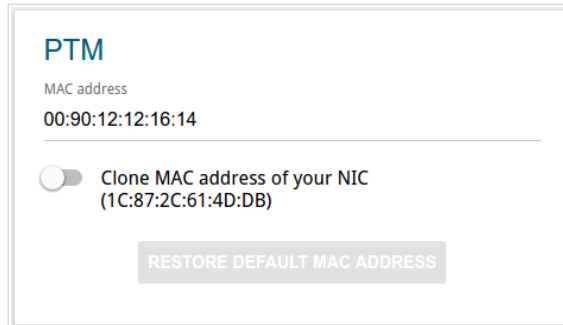 PTM
MAC address
00:90:12:12:16:14
Clone MAC address of your NIC
(1C:87:2C:61:4D:DB)
RESTORE DEFAULT MAC ADDRESS